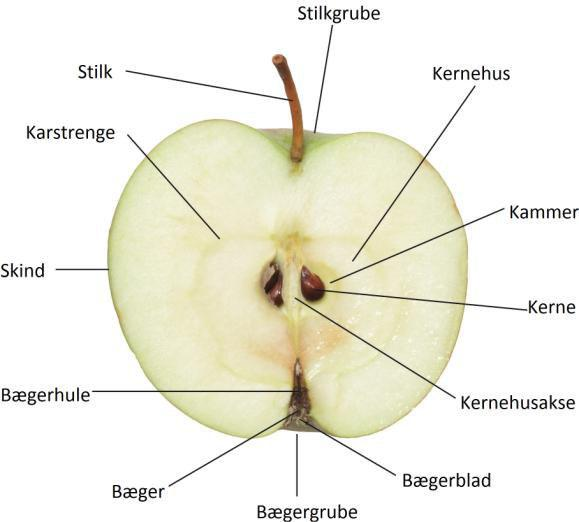 Stilkgrube
Stilk
Kernehus
Karstrenge
Kammer
Skind
Kerne
Bægerhule
Kernehusakse
Bægerblad
Bæger
Bægergrube